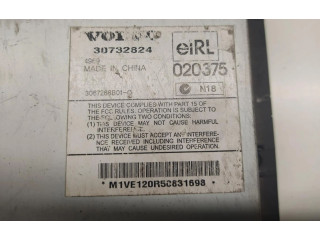 VOLVO
30732824
eiRL
MADE IN CHINA
020375
N18
THIS DEVICE COMPLIES WITH PART 15 OF
THE FCC RULES. OPERATION IS SUBJECT TO
THE FOLLOWING TWO CONDITIONS:
(1) THIS DEVICE MAY NOT CAUSE HARMFUL
INTERFERENCE.
(2) THIS DEVICE MUST ACCEPT ANY INTERFERE-
NCE RECEIVED INCLUDING INTERFERENCE
THAT MAY CAUSE UNDESIRED OPERATION.
* M1VE120R50831698 *